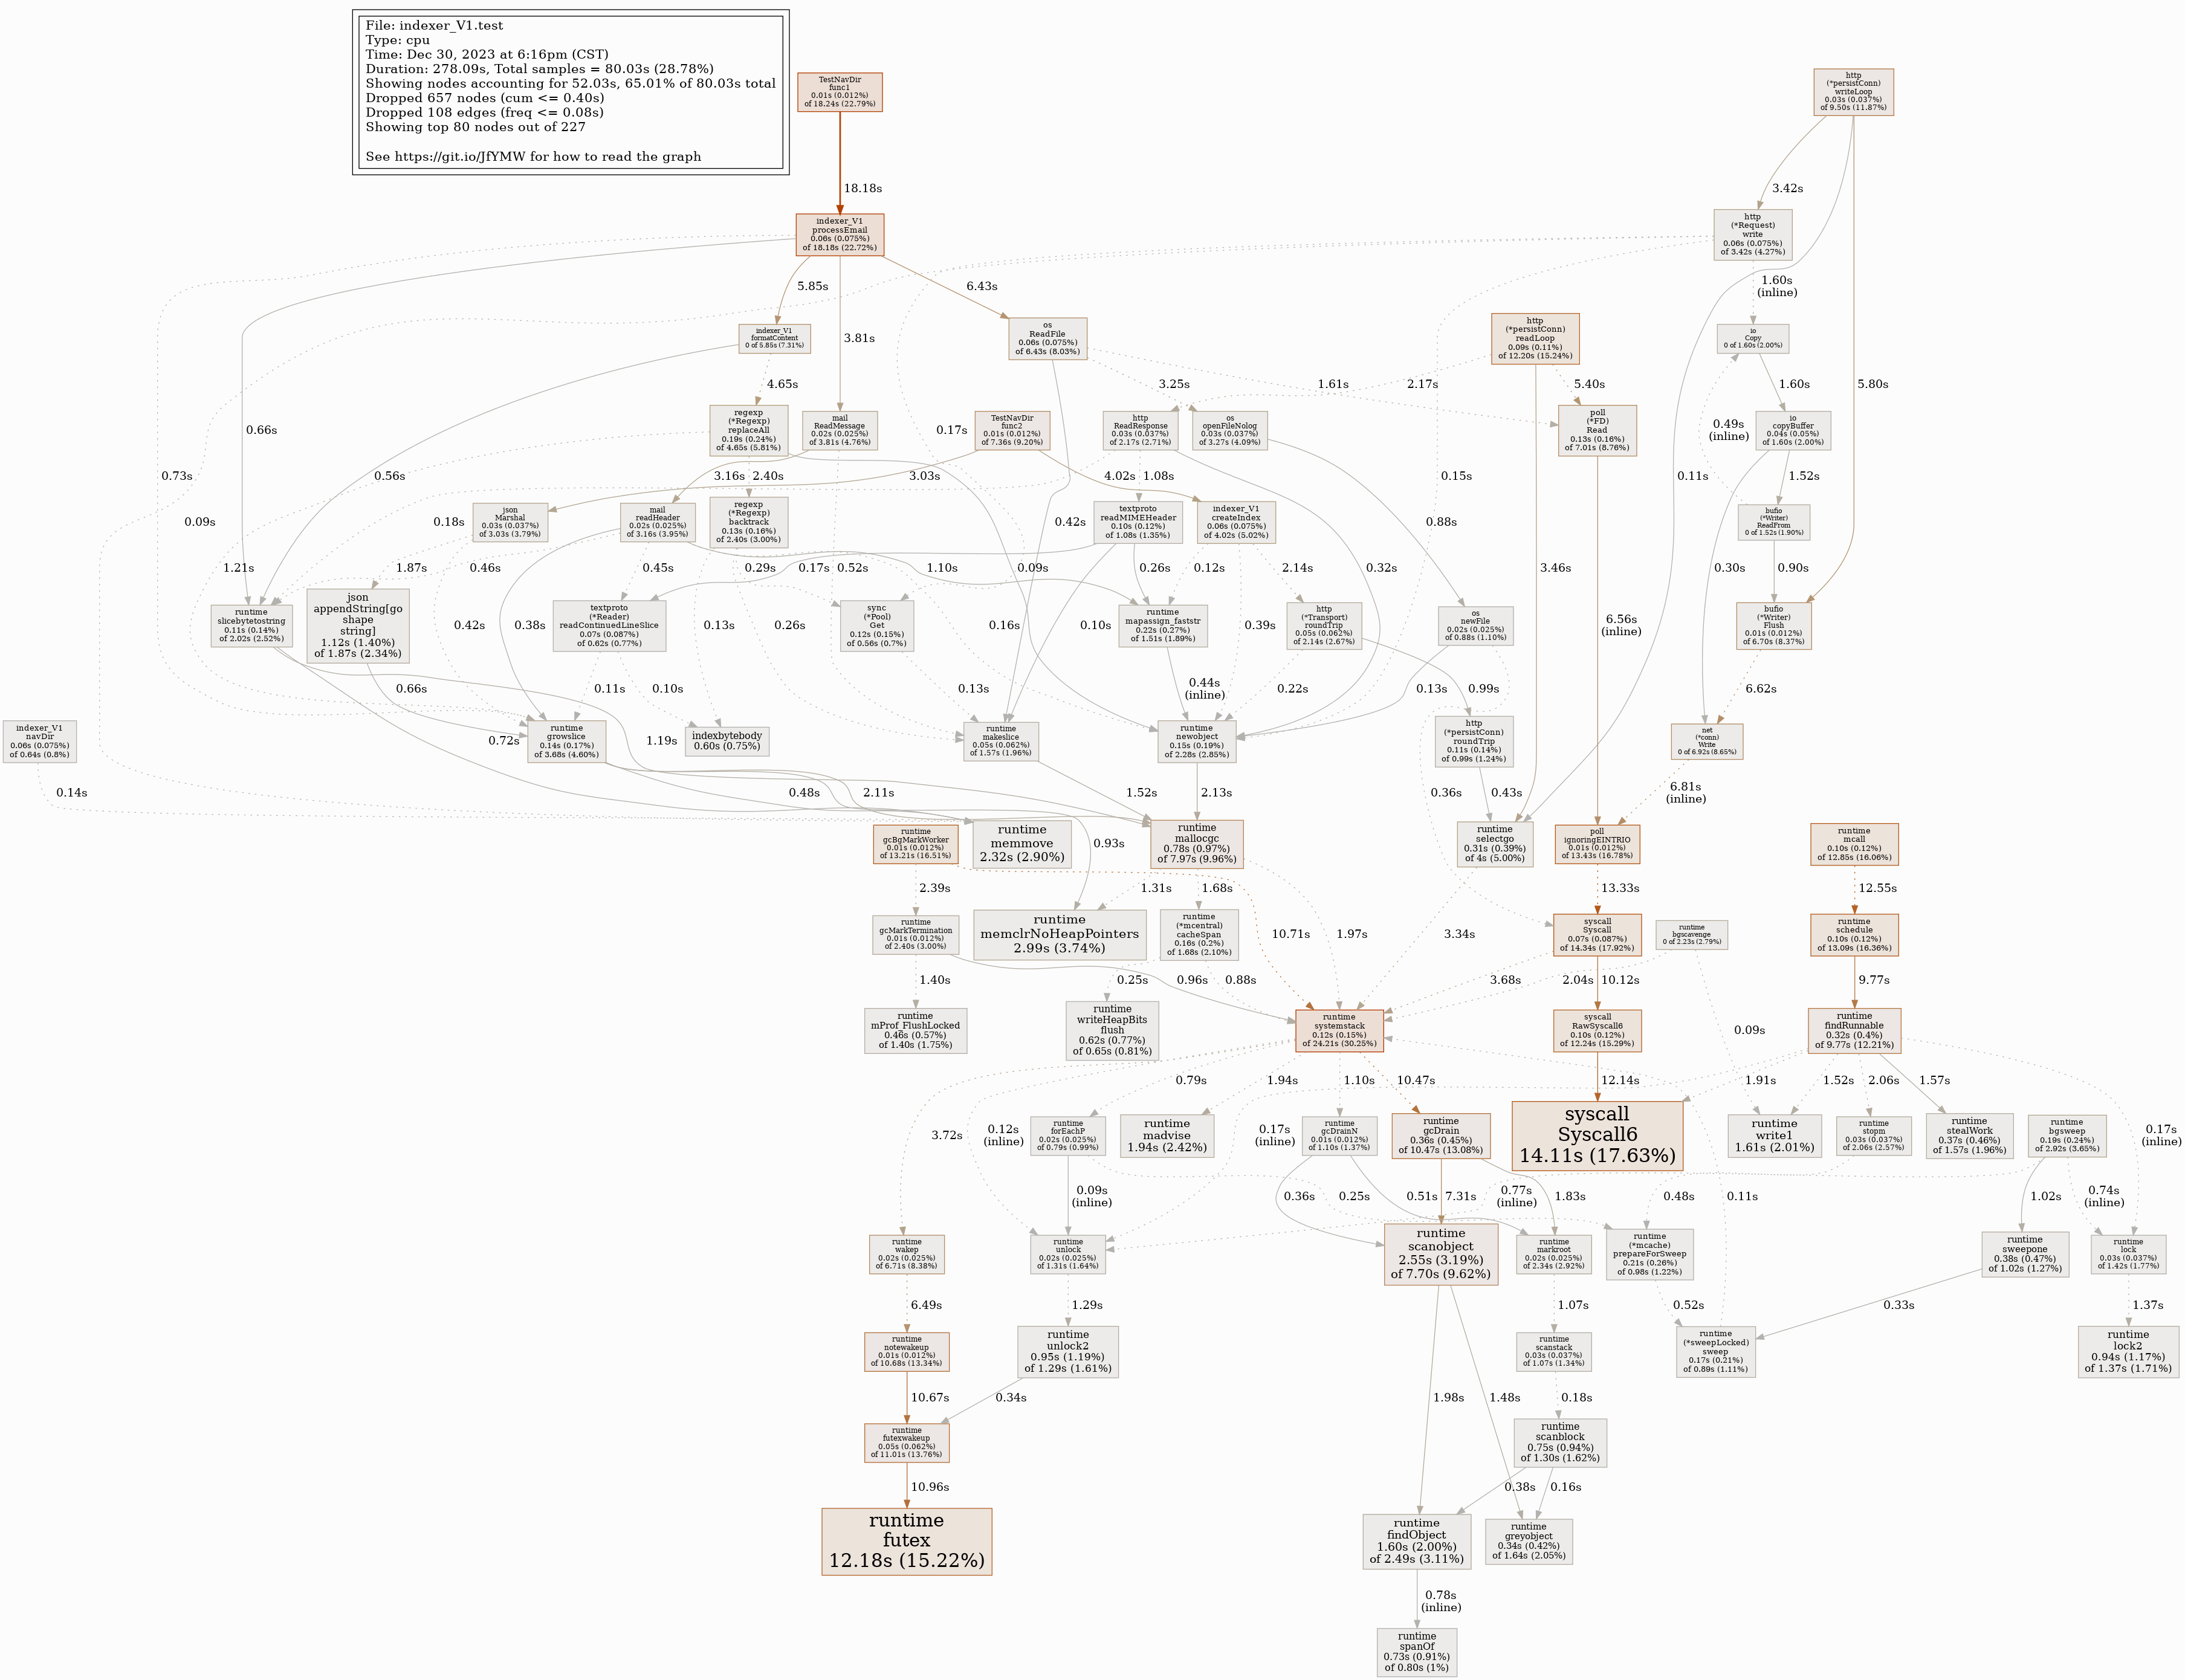 File: indexer_V1.test
Type: cpu
Time: Dec 30, 2023 at 6:16pm (CST)
Duration: 278.09s, Total samples = 80.03s (28.78%)
Showing nodes accounting for 52.03s, 65.01% of 80.03s total
Dropped 657 nodes (cum <= 0.40s)
Dropped 108 edges (freq <= 0.08s)
Showing top 80 nodes out of 227
See https://git.io/JfYMW for how to read the graph
TestNavDir
func1
0.01s (0.012%)
of 18.24s (22.79%)
http
(*persistConn)
writeLoop
0.03s (0.037%)
of 9.50s (11.87%)
18.18s
3.42s
indexer_V1
processEmail
0.06s (0.075%)
of 18.18s (22.72%)
http
(*Request)
write
0.06s (0.075%)
of 3.42s (4.27%)
5.85s
6.43s
1.60s
(inline)
indexer_V1
formatContent
0 of 5.85s (7.31%)
3.81s
os
ReadFile
0.06s (0.075%)
of 6.43s (8.03%)
http
(*persistConn)
readLoop
0.09s (0.11%)
of 12.20s (15.24%)
io
Copy
0 of 1.60s (2.00%)
4.65s
3.25s
1.61s
2.17s
5.40s
1.60s
5.80s
0.66s
regexp
(*Regexp)
replaceAll
0.19s (0.24%)
of 4.65s (5.81%)
mail
ReadMessage
0.02s (0.025%)
of 3.81s (4.76%)
TestNavDir
func2
0.01s (0.012%)
of 7.36s (9.20%)
0.17s
http
ReadResponse
0.03s (0.037%)
of 2.17s (2.71%)
os
openFileNolog
0.03s (0.037%)
of 3.27s (4.09%)
poll
(*FD)
Read
0.13s (0.16%)
of 7.01s (8.76%)
0.49s
(inline)
io
copyBuffer
0.04s (0.05%)
of 1.60s (2.00%)
0.73s
0.56s
3.16s
2.40s
3.03s
4.02s
1.08s
0.15s
0.11s
1.52s
json
Marshal
0.03s (0.037%)
of 3.03s (3.79%)
mail
readHeader
0.02s (0.025%)
of 3.16s (3.95%)
regexp
(*Regexp)
backtrack
0.13s (0.16%)
of 2.40s (3.00%)
textproto
readMIMEHeader
0.10s (0.12%)
of 1.08s (1.35%)
indexer_V1
createIndex
0.06s (0.075%)
of 4.02s (5.02%)
bufio
(*Writer)
ReadFrom
0 of 1.52s (1.90%)
0.09s
0.18s
0.42s
0.88s
1.21s
1.87s
0.46s
0.45s
0.29s
0.17s
0.52s
1.10s
0.09s
0.26s
0.12s
0.32s
2.14s
3.46s
0.30s
0.90s
runtime
slicebytetostring
0.11s (0.14%)
of 2.02s (2.52%)
json
appendString[go
shape
string]
1.12s (1.40%)
of 1.87s (2.34%)
textproto
(*Reader)
readContinuedLineSlice
0.07s (0.087%)
of 0.62s (0.77%)
sync
(*Pool)
Get
0.12s (0.15%)
of 0.56s (0.7%)
runtime
mapassign_faststr
0.22s (0.27%)
of 1.51s (1.89%)
http
(*Transport)
roundTrip
0.05s (0.062%)
of 2.14s (2.67%)
os
newFile
0.02s (0.025%)
of 0.88s (1.10%)
6.56s
(inline)
bufio
(*Writer)
Flush
0.01s (0.012%)
of 6.70s (8.37%)
0.42s
0.38s
0.13s
0.26s
0.16s
0.10s
0.39s
0.66s
0.11s
0.10s
0.13s
0.44s
(inline)
0.22s
0.99s
0.13s
6.62s
indexer_V1
navDir
0.06s (0.075%)
of 0.64s (0.8%)
0.72s
runtime
growslice
0.14s (0.17%)
of 3.68s (4.60%)
1.19s
indexbytebody
0.60s (0.75%)
runtime
makeslice
0.05s (0.062%)
of 1.57s (1.96%)
runtime
newobject
0.15s (0.19%)
of 2.28s (2.85%)
http
(*persistConn)
roundTrip
0.11s (0.14%)
of 0.99s (1.24%)
net
(*conn)
Write
0 of 6.92s (8.65%)
0.14s
0.48s
2.11s
1.52s
2.13s
0.36s
0.43s
6.81s
(inline)
runtime
gcBgMarkWorker
0.01s (0.012%)
of 13.21s (16.51%)
runtime
memmove
2.32s (2.90%)
0.93s
runtime
mallocgc
0.78s (0.97%)
of 7.97s (9.96%)
runtime
selectgo
0.31s (0.39%)
of 4s (5.00%)
poll
ignoringEINTRIO
0.01s (0.012%)
of 13.43s (16.78%)
runtime
mcall
0.10s (0.12%)
of 12.85s (16.06%)
2.39s
1.31s
1.68s
13.33s
12.55s
runtime
gcMarkTermination
0.01s (0.012%)
of 2.40s (3.00%)
runtime
memclrNoHeapPointers
2.99s (3.74%)
runtime
(*mcentral)
cacheSpan
0.16s (0.2%)
of 1.68s (2.10%)
10.71s
1.97s
3.34s
syscall
Syscall
0.07s (0.087%)
of 14.34s (17.92%)
runtime
bgscavenge
0 of 2.23s (2.79%)
runtime
schedule
0.10s (0.12%)
of 13.09s (16.36%)
1.40s
0.96s
0.25s
0.88s
3.68s
2.04s
10.12s
9.77s
runtime
mProf_FlushLocked
0.46s (0.57%)
of 1.40s (1.75%)
runtime
writeHeapBits
flush
0.62s (0.77%)
of 0.65s (0.81%)
runtime
systemstack
0.12s (0.15%)
of 24.21s (30.25%)
syscall
RawSyscall6
0.10s (0.12%)
of 12.24s (15.29%)
0.09s
runtime
findRunnable
0.32s (0.4%)
of 9.77s (12.21%)
0.79s
1.94s
1.10s
10.47s
12.14s
1.91s
1.52s
2.06s
1.57s
3.72s
0.12s
(inline)
runtime
forEachP
0.02s (0.025%)
of 0.79s (0.99%)
runtime
madvise
1.94s (2.42%)
0.17s
(inline)
runtime
gcDrainN
0.01s (0.012%)
of 1.10s (1.37%)
runtime
gcDrain
0.36s (0.45%)
of 10.47s (13.08%)
syscall
Syscall6
14.11s (17.63%)
runtime
write1
1.61s (2.01%)
runtime
stopm
0.03s (0.037%)
of 2.06s (2.57%)
runtime
stealWork
0.37s (0.46%)
of 1.57s (1.96%)
runtime
bgsweep
0.19s (0.24%)
of 2.92s (3.65%)
0.17s
(inline)
0.09s
(inline)
0.36s
0.25s
0.51s
7.31s
0.77s
(inline)
1.83s
0.48s
0.11s
1.02s
0.74s
(inline)
runtime
wakep
0.02s (0.025%)
of 6.71s (8.38%)
runtime
unlock
0.02s (0.025%)
of 1.31s (1.64%)
runtime
scanobject
2.55s (3.19%)
of 7.70s (9.62%)
runtime
markroot
0.02s (0.025%)
of 2.34s (2.92%)
runtime
(*mcache)
prepareForSweep
0.21s (0.26%)
of 0.98s (1.22%)
runtime
sweepone
0.38s (0.47%)
of 1.02s (1.27%)
runtime
lock
0.03s (0.037%)
of 1.42s (1.77%)
6.49s
1.29s
1.07s
0.52s
0.33s
1.37s
runtime
notewakeup
0.01s (0.012%)
of 10.68s (13.34%)
runtime
unlock2
0.95s (1.19%)
of 1.29s (1.61%)
runtime
scanstack
0.03s (0.037%)
of 1.07s (1.34%)
runtime
(*sweepLocked)
sweep
0.17s (0.21%)
of 0.89s (1.11%)
runtime
lock2
0.94s (1.17%)
of 1.37s (1.71%)
10.67s
0.34s
1.98s
1.48s
0.18s
runtime
futexwakeup
0.05s (0.062%)
of 11.01s (13.76%)
runtime
scanblock
0.75s (0.94%)
of 1.30s (1.62%)
10.96s
0.38s
0.16s
runtime
futex
12.18s (15.22%)
runtime
findObject
1.60s (2.00%)
of 2.49s (3.11%)
runtime
greyobject
0.34s (0.42%)
of 1.64s (2.05%)
0.78s
(inline)
runtime
spanOf
0.73s (0.91%)
of 0.80s (1%)